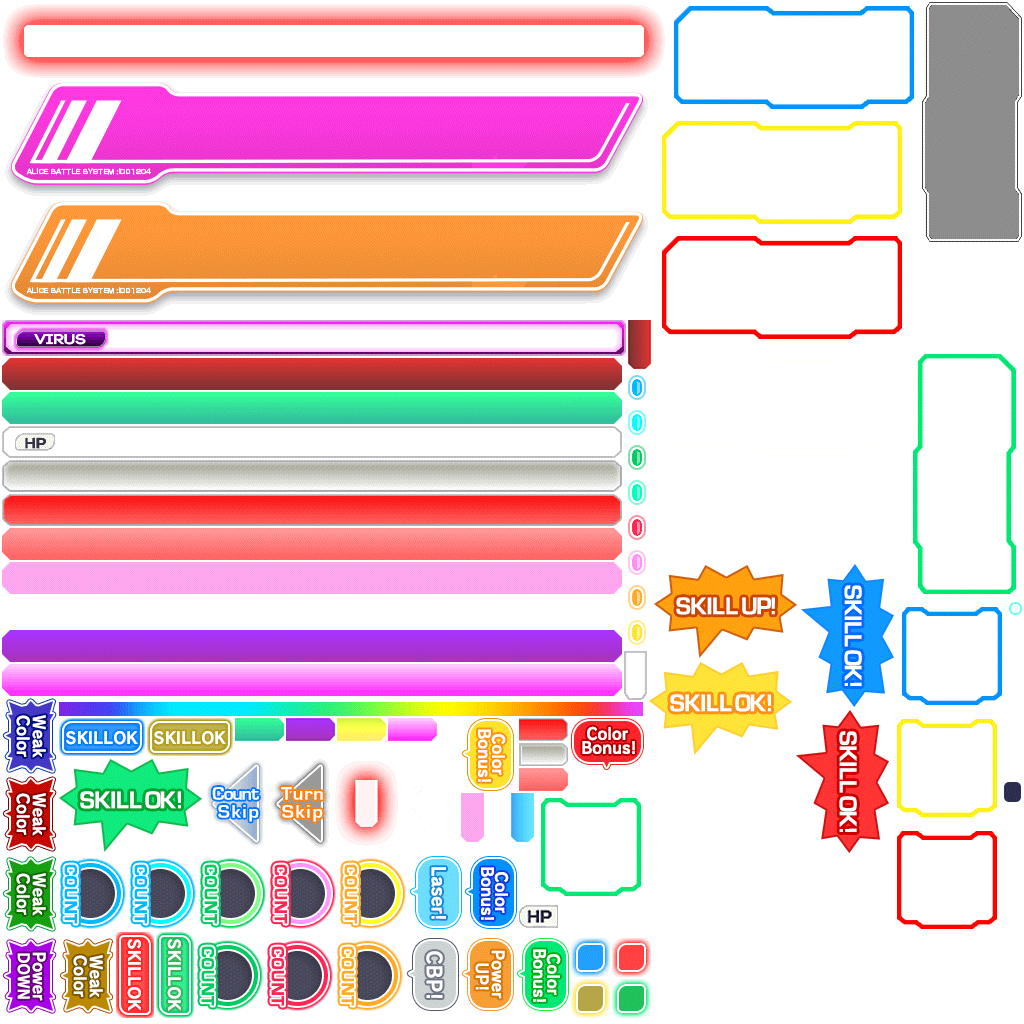 ALICE BATTLE SYSTEM :ID01204
ALICE BATTLE SYSTEM :ID01204
VIRUS
HP
SKILL UP!
SKILL OK!
SKILL OK!
SKILL OK!
Weak
Color
SKILLOK
SKILLOK
Color
Bonus!
Color
Bonus!
Weak
Color
SKILL OK!
Count
Skip
Turn
Skip
Weak
Color
COUNT
COUNT
COUNT
COUNT
COUNT
Laser!
Color
Bonus!
HP
Power
DOWN
Weak
Color
SKILLOK
SKILLOK
COUNT
COUNT
COUNT
CBP!
Power
UP!
Color
Bonus!